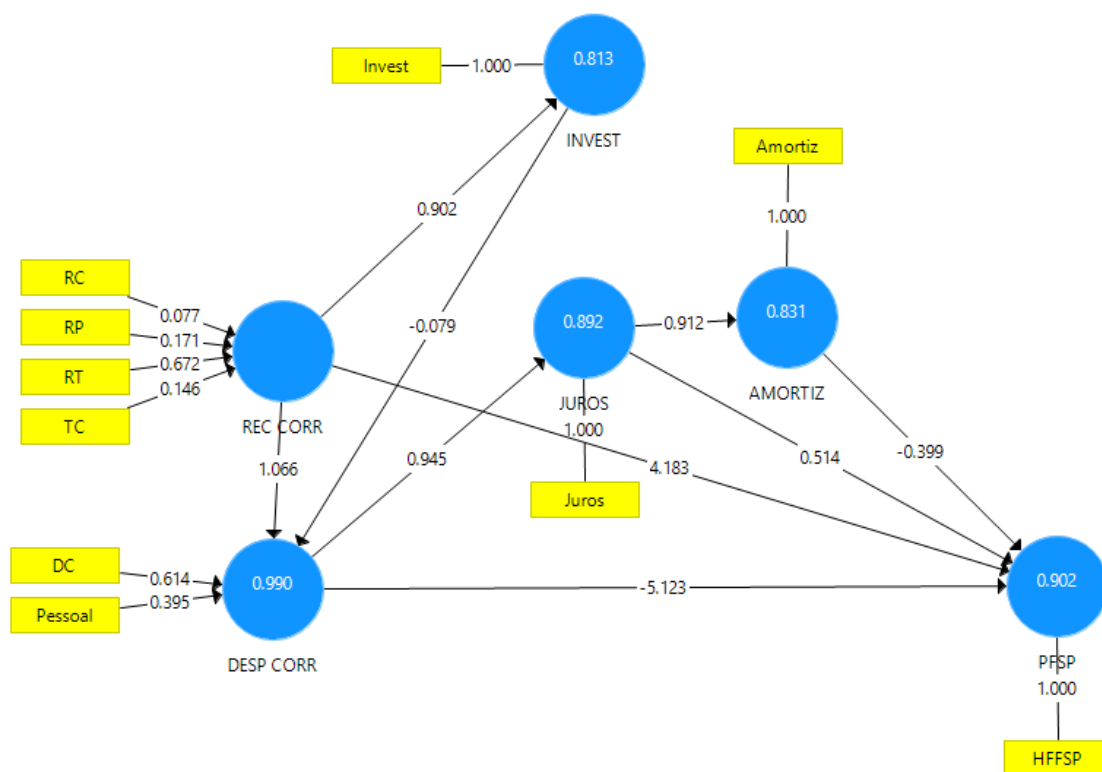 0.813
Invest
1.000
INVEST
Amortiz
1.000
0.902
RC
0.077
RP
0.171
RT
0.672
TC
0.146
REC CORR
-0.079
0.892
JUROS
1.000
Juros
0.912
0.831
AMORTIZ
1.066
0.945
4.183
0.514
-0.399
DC
0.614
Pessoal
0.395
0.990
DESP CORR
-5.123
0.902
PFSP
1.000
HFFSP